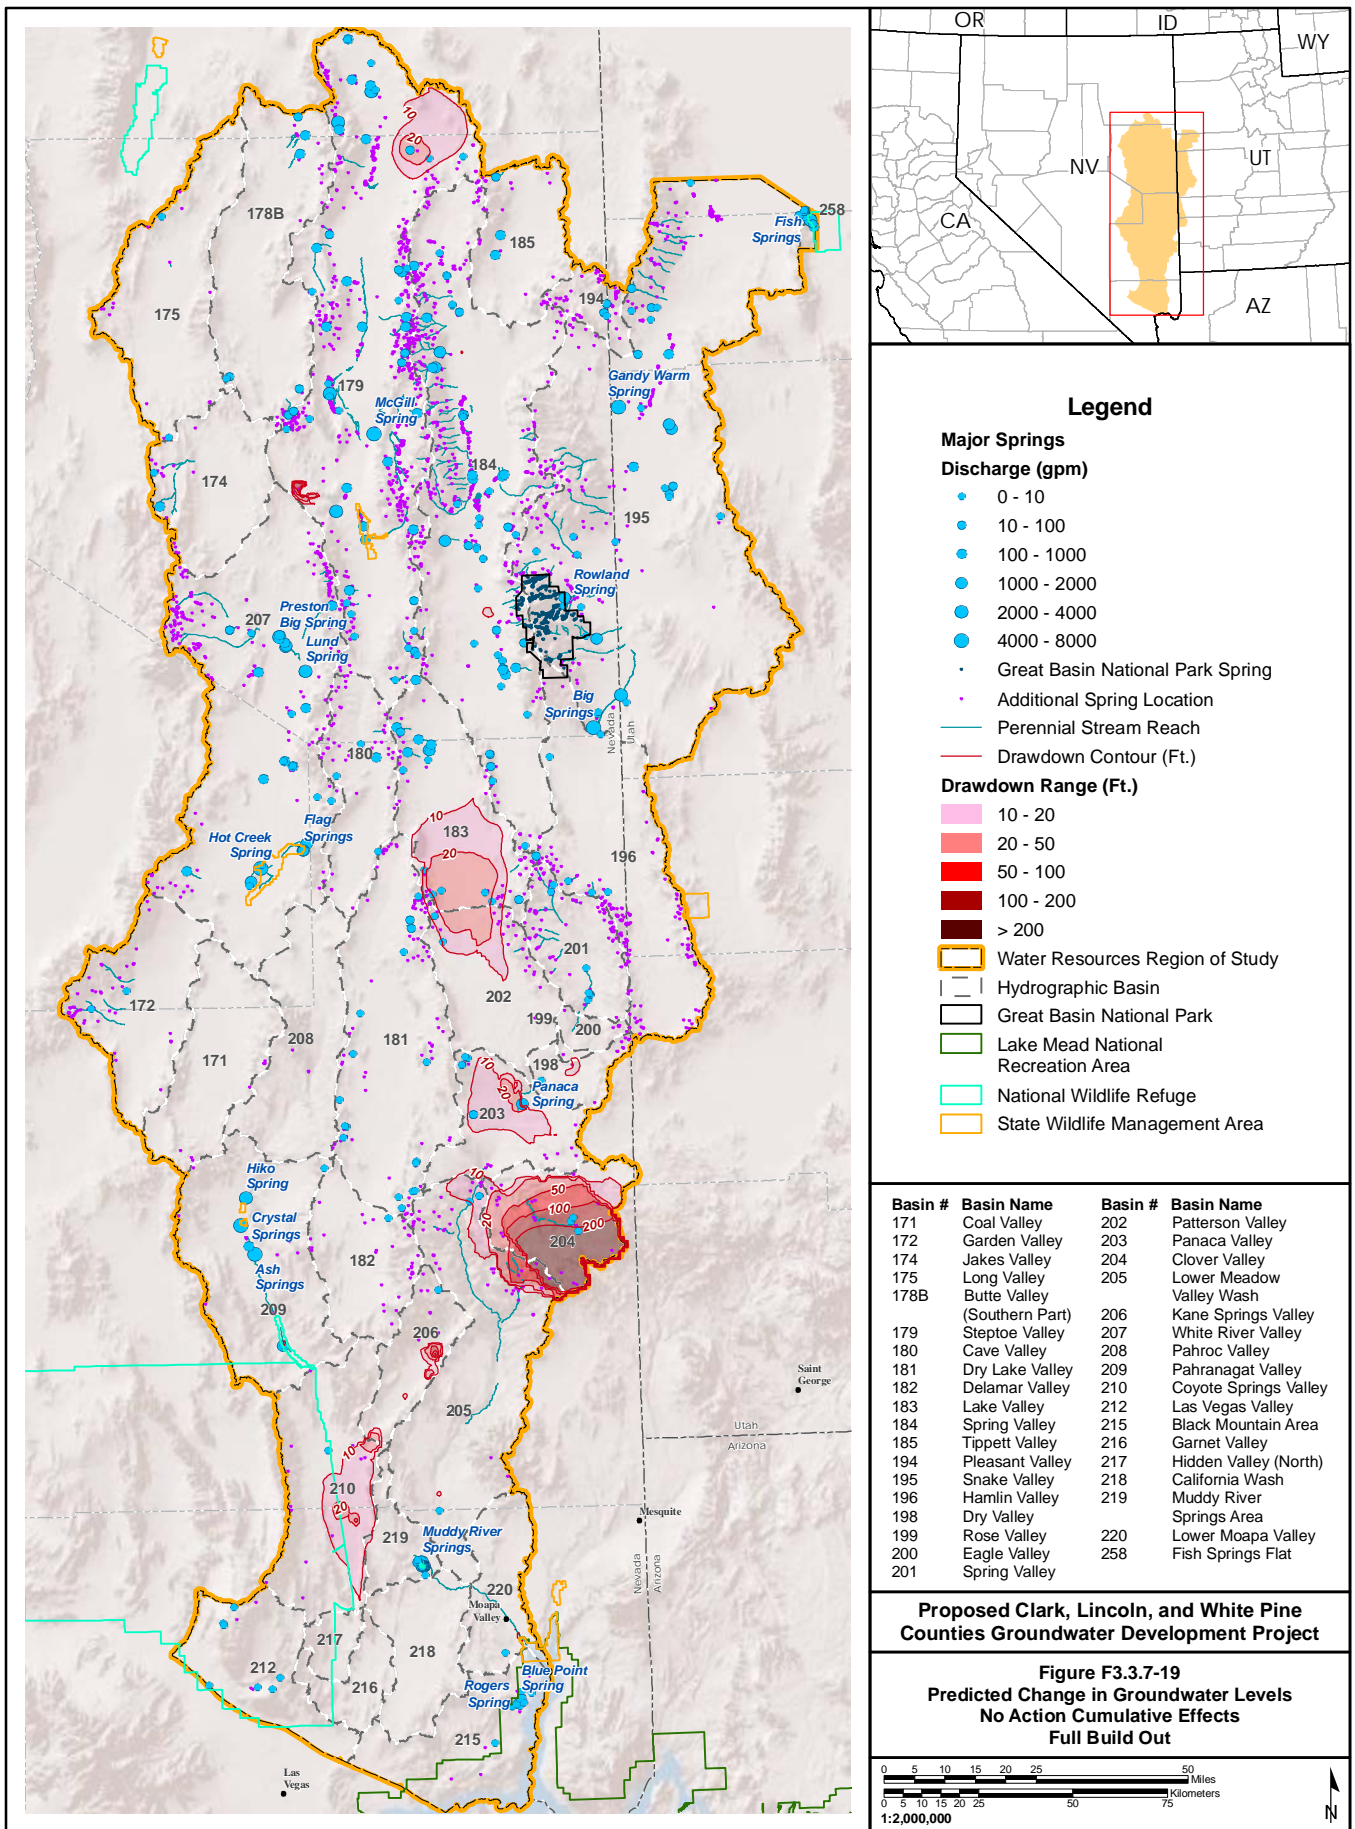 OR
ID
WY
NV
UT
CA
AZ
10
20
178B
258
Fish
Springs
185
194
175
Gandy Warm
Spring
179
McGill
Spring
184
174
195
Rowland
Spring
Preston
Big Spring
207
Lund
Spring
Big
Springs
Nevada
Utah
180
10
183
Flag
Springs
Hot Creek
Spring
20
196
201
202
172
199
200
208
181
171
10
198
20
Panaca
Spring
203
Hiko
Spring
10
50
100
200
20
204
Crystal
Springs
182
Ash
Springs
209
206
Saint
George
205
Utah
Arizona
10
210
20
Mesquite
219
Muddy River
Springs
Nevada
Arizona
220
Moapa
Valley
217
218
212
216
Blue Point
Spring
Rogers
Spring
215
Las
Vegas
Legend
Major Springs
Discharge (gpm)
0 - 10
10 - 100
100 - 1000
1000 - 2000
2000 - 4000
4000 - 8000
Great Basin National Park Spring
Additional Spring Location
Perennial Stream Reach
Drawdown Contour (Ft.)
Drawdown Range (Ft.)
10 - 20
20 - 50
50 - 100
100 - 200
> 200
Water Resources Region of Study
Hydrographic Basin
Great Basin National Park
Lake Mead National
Recreation Area
National Wildlife Refuge
State Wildlife Management Area
Basin # Basin Name Basin # Basin Name
171 Coal Valley 202 Patterson Valley
172 Garden Valley 203 Panaca Valley
174 Jakes Valley 204 Clover Valley
175 Long Valley 205 Lower Meadow
178B Butte Valley Valley Wash
(Southern Part) 206 Kane Springs Valley
179 Steptoe Valley 207 White River Valley
180 Cave Valley 208 Pahroc Valley
181 Dry Lake Valley 209 Pahranagat Valley
182 Delamar Valley 210 Coyote Springs Valley
183 Lake Valley 212 Las Vegas Valley
184 Spring Valley 215 Black Mountain Area
185 Tippett Valley 216 Garnet Valley
194 Pleasant Valley 217 Hidden Valley (North)
195 Snake Valley 218 California Wash
196 Hamlin Valley 219 Muddy River
198 Dry Valley Springs Area
199 Rose Valley 220 Lower Moapa Valley
200 Eagle Valley 258 Fish Springs Flat
201 Spring Valley
Proposed Clark, Lincoln, and White Pine
Counties Groundwater Development Project
Figure F3.3.7-19
Predicted Change in Groundwater Levels
No Action Cumulative Effects
Full Build Out
0 5 10 15 20 25 50
Miles
Kilometers
0 5 10 15 20 25 50 75
1:2,000,000
N